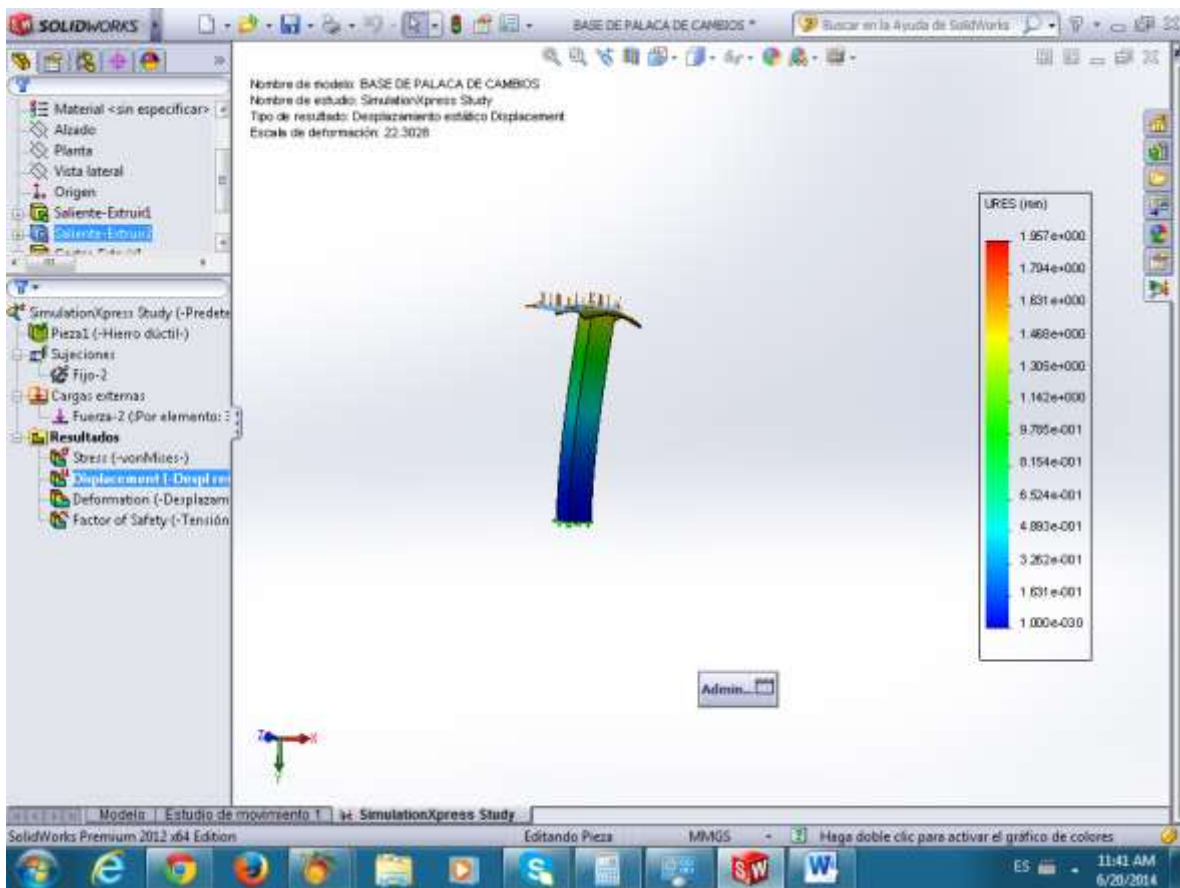 SOLIDWORKS
BASE DE PALACA DE CAMBIOS *
Buscar en la Ayuda de SolidWorks
Material <sin especificar>
Alzado
Planta
Vista lateral
Origen
Saliente-Extruir1
Saliente-Extruir2
SimulationXpress Study (-Predete
Pieza1 (-Hierro dúctil-)
Sujeciones
Fijo-2
Cargas externas
Fuerza-2 (:Por elemento:
Resultados
Stress (-vonMises-)
Displacement (-Desplaz
Deformation (-Desplazam
Factor of Safety (-Tensión
Nombre de modelo: BASE DE PALACA DE CAMBIOS
Nombre de estudio: SimulationXpress Study
Tipo de resultado: Desplazamiento estático Displacement
Escala de deformación: 22.3028
URES (mm)
1.957e+000
1.794e+000
1.631e+000
1.468e+000
1.305e+000
1.142e+000
9.785e-001
8.154e-001
6.524e-001
4.893e-001
3.262e-001
1.631e-001
1.000e-030
Admin...
Z X
Y
Modelo Estudio de movimiento 1 SimulationXpress Study
SolidWorks Premium 2012 x64 Edition Editando Pieza MMGS Haga doble clic para activar el gráfico de colores
ES 11:41 AM
6/20/2014